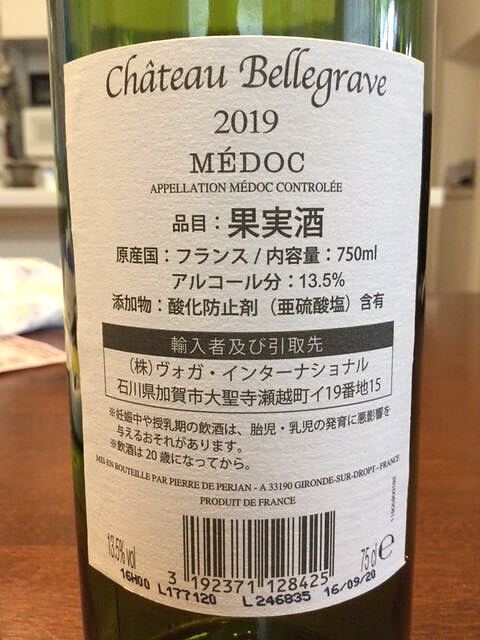 Château Bellegrave
2019
MÉDOC
APPELLATION MÉDOC CONTROLÉE
品目：果実酒
原産国：フランス / 内容量：750ml
アルコール分：13.5%
添加物：酸化防止剤（亜硫酸塩）含有
輸入者及び引取先
(株)ヴォガ・インターナショナル
石川県加賀市大聖寺瀬越町イ19番地15
※妊娠中や授乳期の飲酒は、胎児・乳児の発育に悪影響を
与えるおそれがあります。
※飲酒は20歳になってから。
MIS EN BOUTEILLE PAR PIERRE DE PERJAN - A 33190 GIRONDE-SUR-DROPT - FRANCE
PRODUIT DE FRANCE
13.5% vol
75 cl e
3 192371 128425
16H00 L177120 L246835 16/09/20